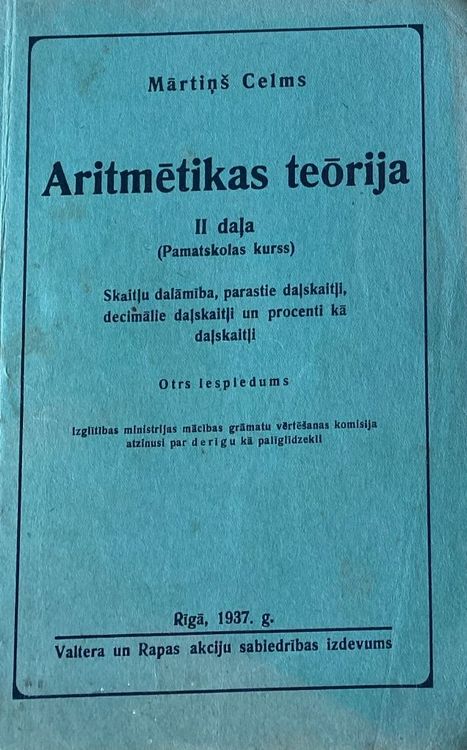 Mārtiņš Celms
Aritmētikas teōrija
II daļa
(Pamatskolas kurss)
Skaitļu dalāmība, parastie daļskaitļi,
decimālie daļskaitļi un procenti kā
daļskaitļi
Otrs iespiedums
Izglītības ministrijas mācības grāmatu vērtēšanas komisija
atzinusi par derigu kā palīglīdzekli
Rīgā, 1937. g.
Valtera un Rapas akciju sabiedrības izdevums